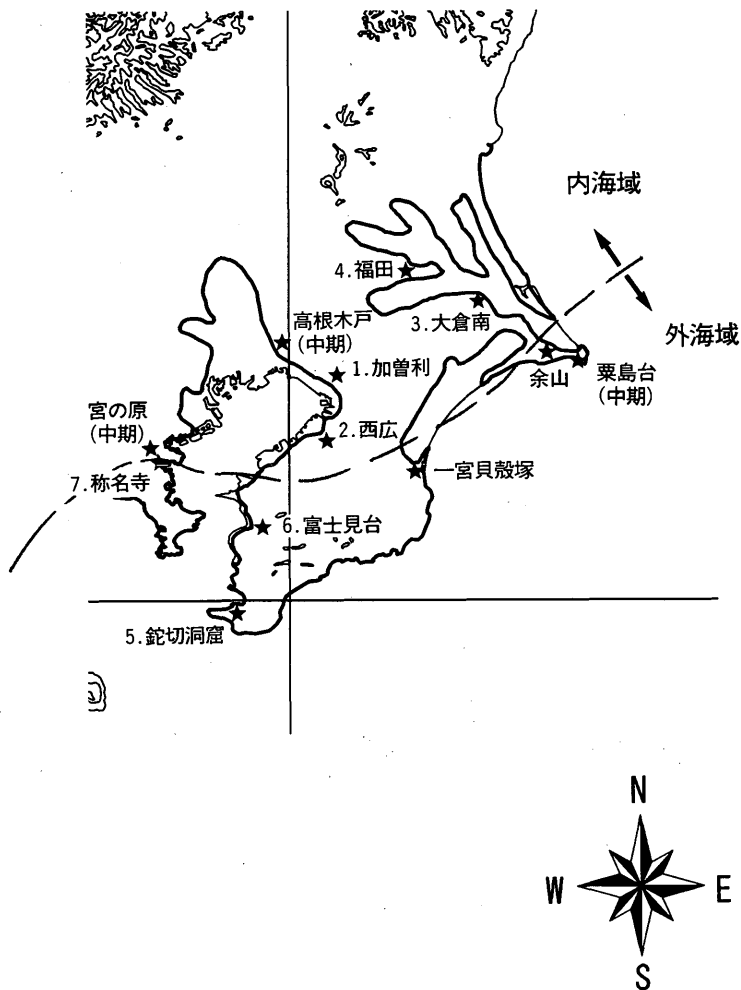 内海域
4.福田
3.大倉南
外海域
高根木戸
(中期)
1.加曽利
余山
粟島台
(中期)
宮の原
(中期)
2.西広
一宮貝殻塚
7.称名寺
6.富士見台
5.鉈切洞窟
N
W
E
S